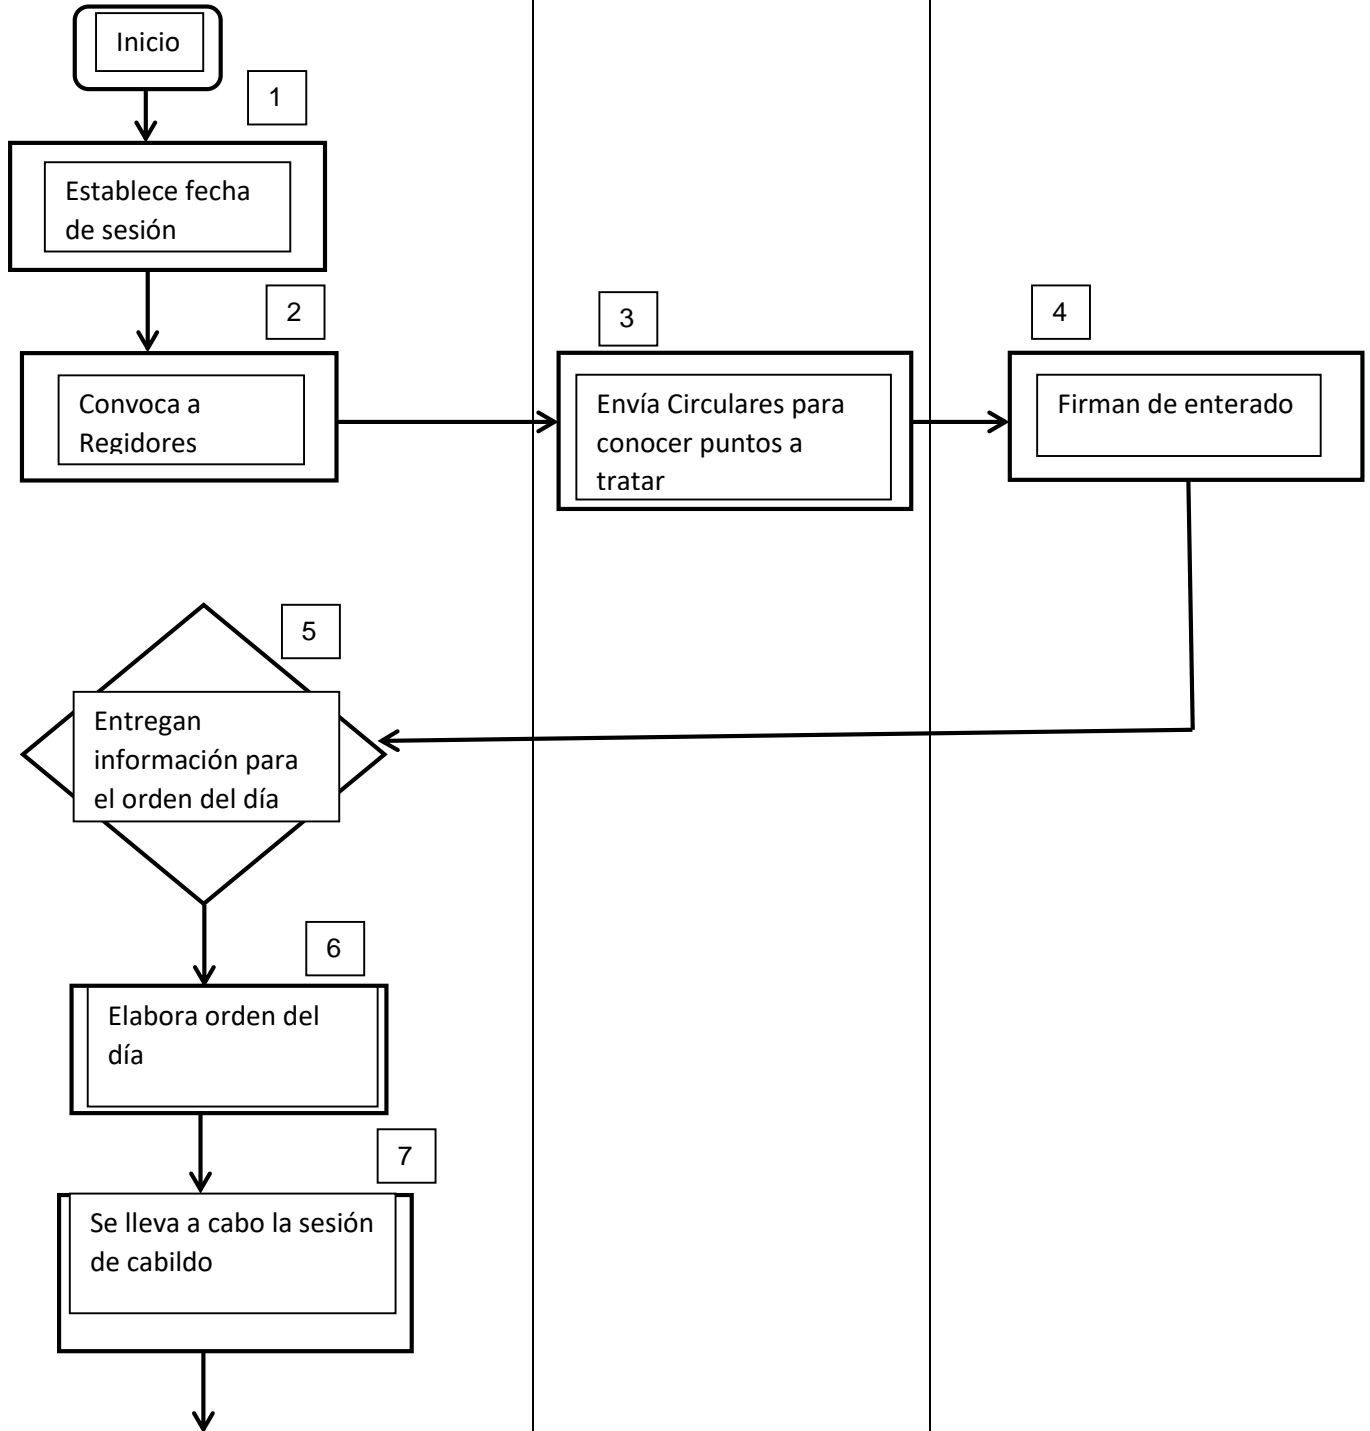 Inicio
1
Establece fecha
de sesión
2
Convoca a
Regidores
3
Envía Circulares para
conocer puntos a
tratar
4
Firman de enterado
5
Entregan
información para
el orden del día
6
Elabora orden del
día
7
Se lleva a cabo la sesión
de cabildo